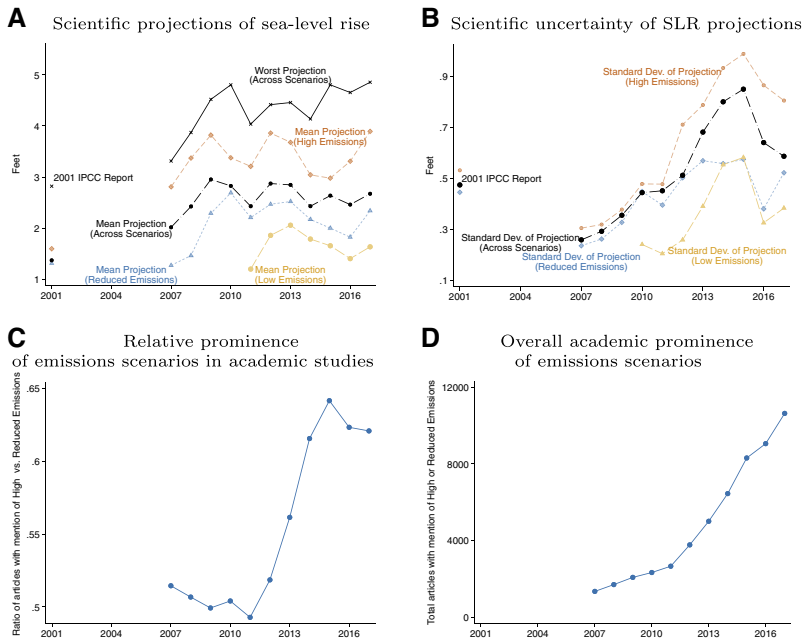 A
Scientific projections of sea-level rise
Feet
5
4
3
2
1
Worst Projection
(Across Scenarios)
Mean Projection
(High Emissions)
2001 IPCC Report
Mean Projection
(Across Scenarios)
Mean Projection
(Reduced Emissions)
Mean Projection
(Low Emissions)
2001
2004
2007
2010
2013
2016
B
Scientific uncertainty of SLR projections
Feet
.9
.7
.5
.3
.1
Standard Dev. of Projection
(High Emissions)
2001 IPCC Report
Standard Dev. of Projection
(Across Scenarios)
Standard Dev. of Projection
(Reduced Emissions)
Standard Dev. of Projection
(Low Emissions)
2001
2004
2007
2010
2013
2016
C
Relative prominence
of emissions scenarios in academic studies
Ratio of articles with mention of High vs. Reduced Emissions
.65
.6
.55
.5
2001
2004
2007
2010
2013
2016
D
Overall academic prominence
of emissions scenarios
Total articles with mention of High or Reduced Emissions
12000
8000
4000
0
2001
2004
2007
2010
2013
2016